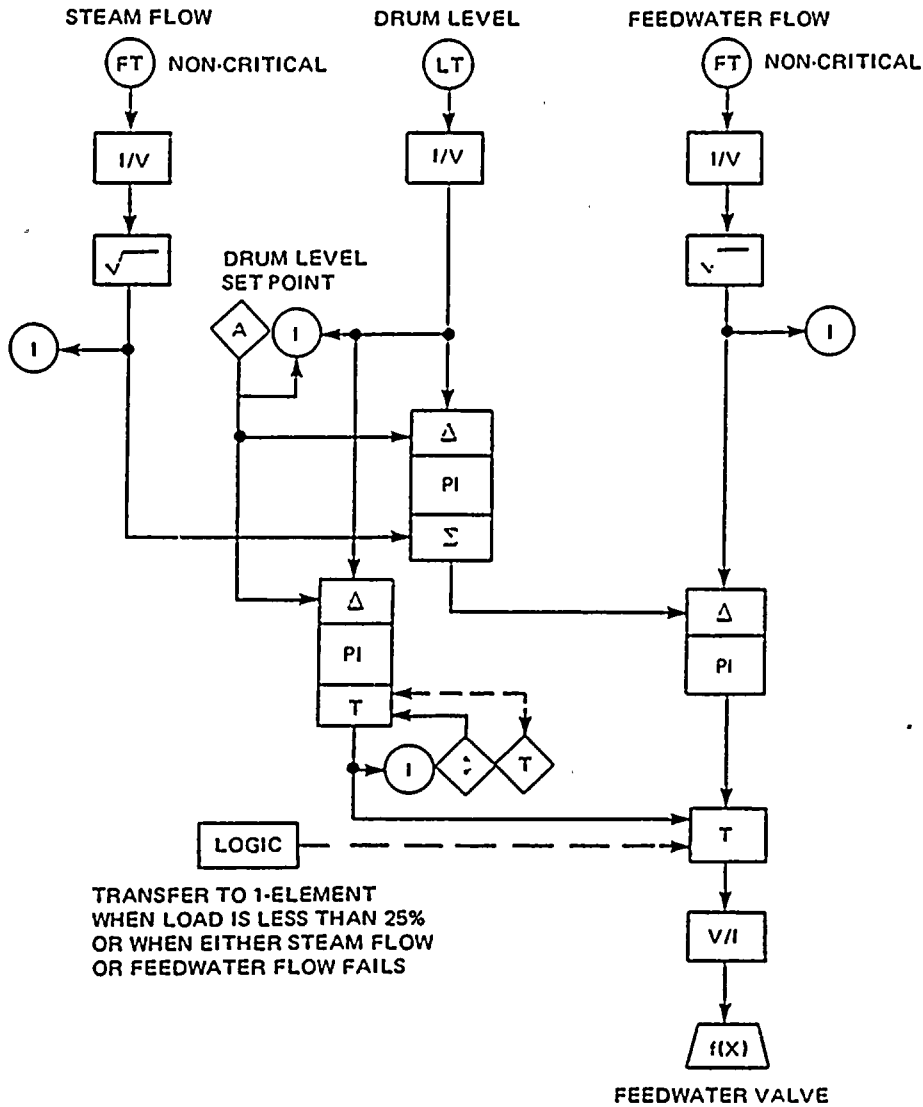 STEAM FLOW
DRUM LEVEL
FEEDWATER FLOW
FT
NON-CRITICAL
LT
FT
NON-CRITICAL
I/V
I/V
I/V
√
√
DRUM LEVEL
SET POINT
A
I
I
I
Δ
PI
Σ
Δ
PI
T
Δ
PI
I
T
T
LOGIC
TRANSFER TO 1-ELEMENT
WHEN LOAD IS LESS THAN 25%
OR WHEN EITHER STEAM FLOW
OR FEEDWATER FLOW FAILS
V/I
f(X)
FEEDWATER VALVE